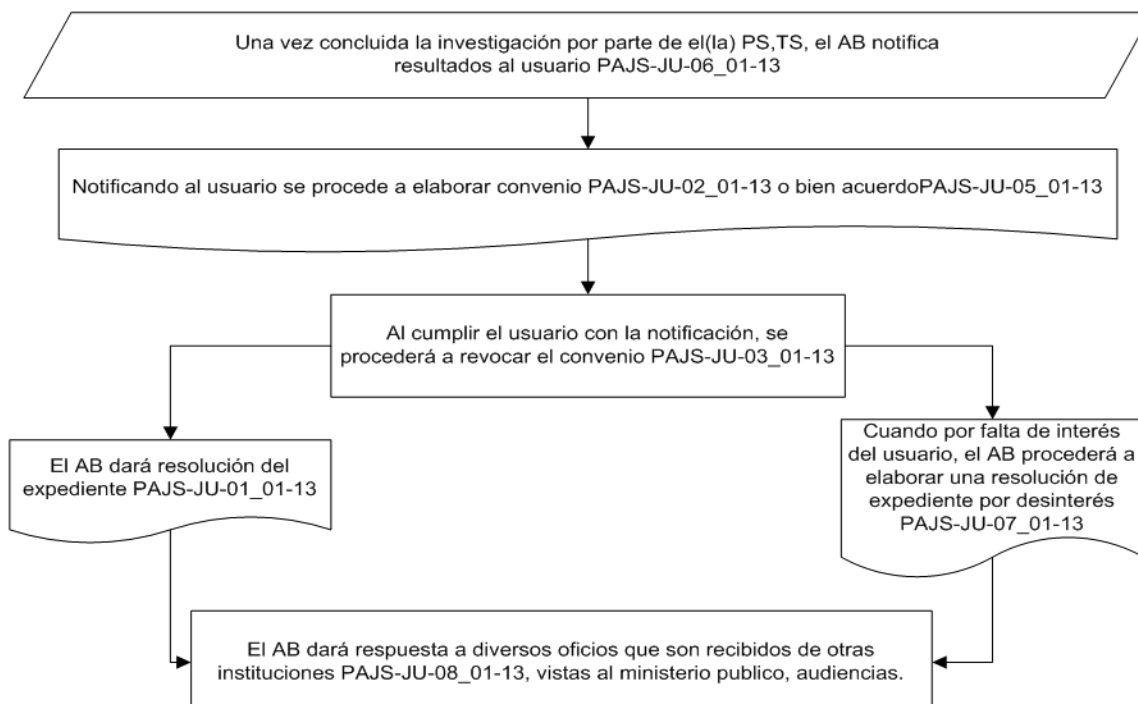 Una vez concluida la investigación por parte de el(la) PS,TS, el AB notifica
resultados al usuario PAJS-JU-06_01-13
Notificando al usuario se procede a elaborar convenio PAJS-JU-02_01-13 o bien acuerdoPAJS-JU-05_01-13
Al cumplir el usuario con la notificación, se
procederá a revocar el convenio PAJS-JU-03_01-13
El AB dará resolución del
expediente PAJS-JU-01_01-13
Cuando por falta de interés
del usuario, el AB procederá a
elaborar una resolución de
expediente por desinterés
PAJS-JU-07_01-13
El AB dará respuesta a diversos oficios que son recibidos de otras
instituciones PAJS-JU-08_01-13, vistas al ministerio publico, audiencias.